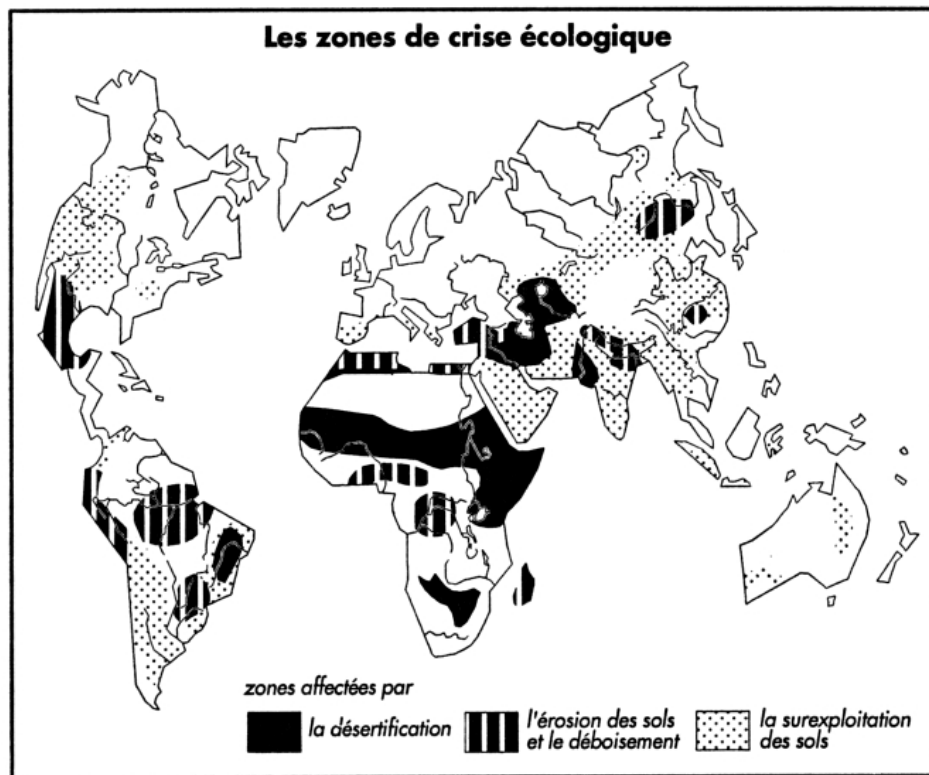 Les zones de crise écologique
zones affectées par
la désertification
l'érosion des sols
et le déboisement
la surexploitation
des sols